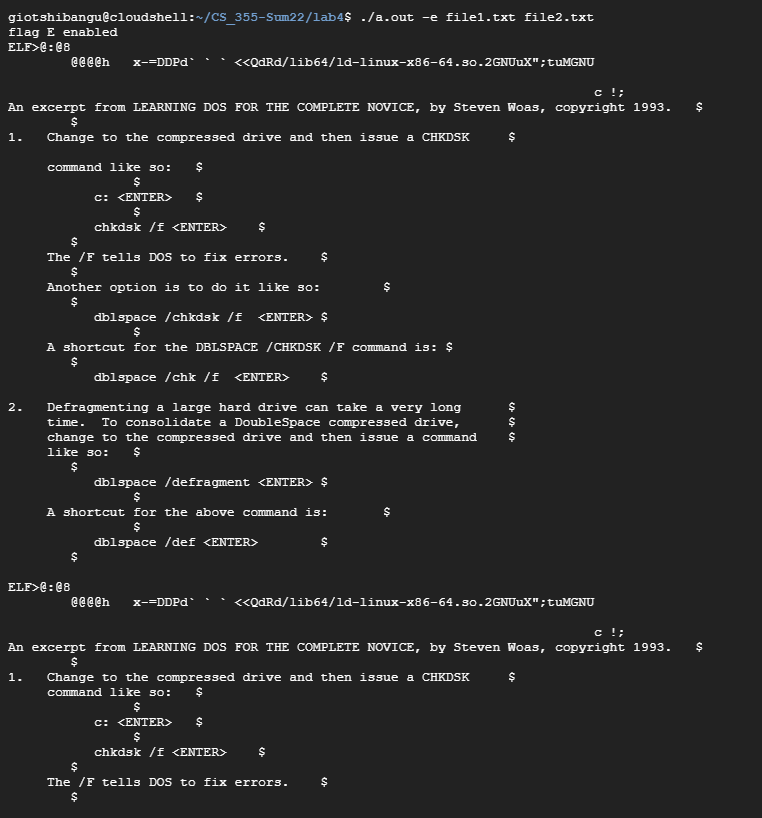 giotshibangu@cloudshell:~/CS_355-Sum22/lab4$ ./a.out -e file1.txt file2.txt
flag E enabled
ELF>@:@8
@@@@h   x-=DDPd` ` ` <<QdRd/lib64/ld-linux-x86-64.so.2GNUuX";tuMGNU
c !;
An excerpt from LEARNING DOS FOR THE COMPLETE NOVICE, by Steven Woas, copyright 1993.   $
$
1.   Change to the compressed drive and then issue a CHKDSK     $
command like so:   $
$
c: <ENTER>   $
$
chkdsk /f <ENTER>    $
$
The /F tells DOS to fix errors.    $
$
Another option is to do it like so:        $
$
dblspace /chkdsk /f  <ENTER> $
$
A shortcut for the DBLSPACE /CHKDSK /F command is: $
$
dblspace /chk /f  <ENTER>    $
2.   Defragmenting a large hard drive can take a very long      $
time.  To consolidate a DoubleSpace compressed drive,      $
change to the compressed drive and then issue a command    $
like so:   $
$
dblspace /defragment <ENTER> $
$
A shortcut for the above command is:       $
$
dblspace /def <ENTER>        $
$
ELF>@:@8
@@@@h   x-=DDPd` ` ` <<QdRd/lib64/ld-linux-x86-64.so.2GNUuX";tuMGNU
c !;
An excerpt from LEARNING DOS FOR THE COMPLETE NOVICE, by Steven Woas, copyright 1993.   $
$
1.   Change to the compressed drive and then issue a CHKDSK     $
command like so:   $
$
c: <ENTER>   $
$
chkdsk /f <ENTER>    $
$
The /F tells DOS to fix errors.    $
$